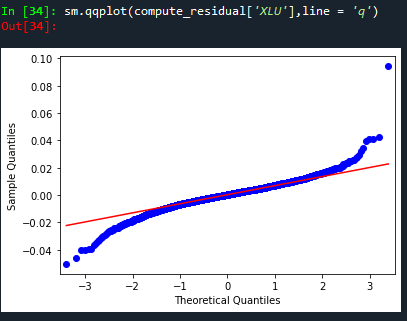 In [34]: sm.qqplot(compute_residual['XLU'],line = 'q')
Out[34]:
0.10
0.08
0.06
0.04
0.02
0.00
−0.02
−0.04
Sample Quantiles
−3 −2 −1 0 1 2 3
Theoretical Quantiles